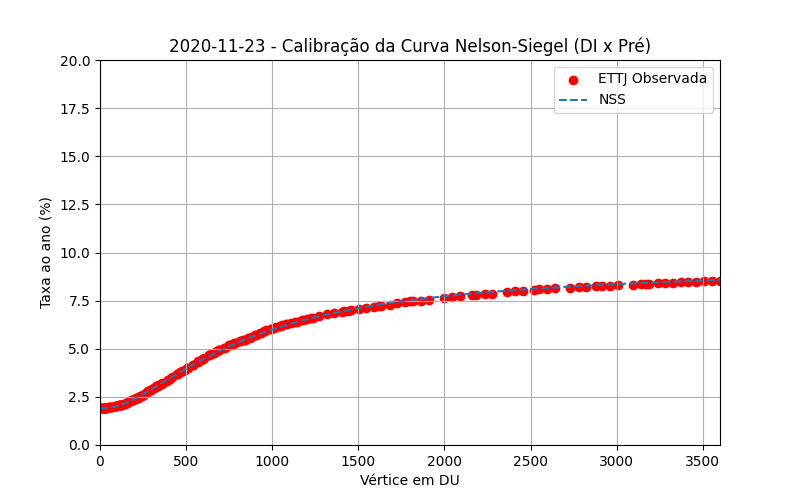 2020-11-23 - Calibração da Curva Nelson-Siegel (DI x Pré)
ETTJ Observada
NSS
Taxa ao ano (%)
20.0
17.5
15.0
12.5
10.0
7.5
5.0
2.5
0.0
0 500 1000 1500 2000 2500 3000 3500
Vértice em DU